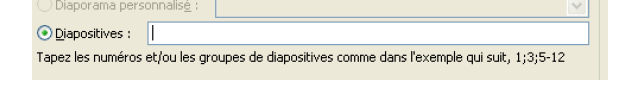 Diaporama personnalisé :
Diapositives :
Tapez les numéros et/ou les groupes de diapositives comme dans l'exemple qui suit, 1;3;5-12